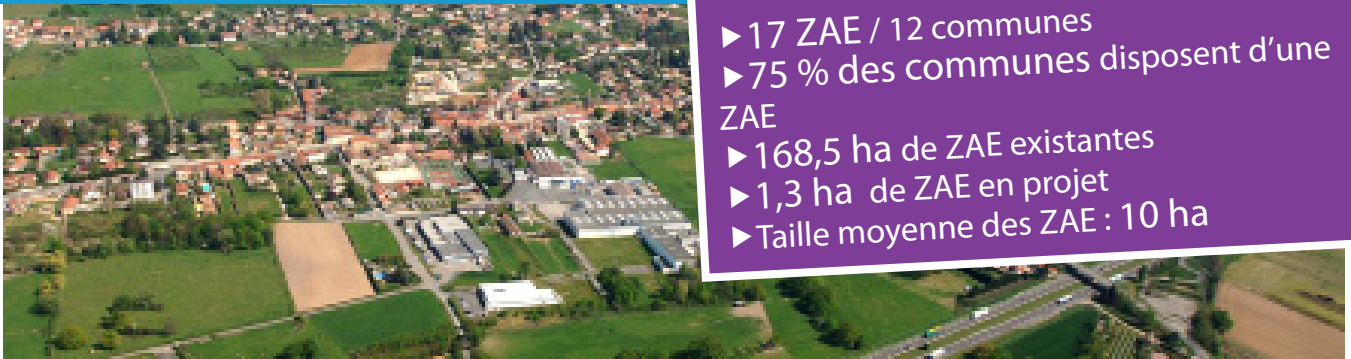 ▶17 ZAE / 12 communes
▶75 % des communes disposent d’une
ZAE
▶168,5 ha de ZAE existantes
▶1,3 ha de ZAE en projet
▶Taille moyenne des ZAE : 10 ha